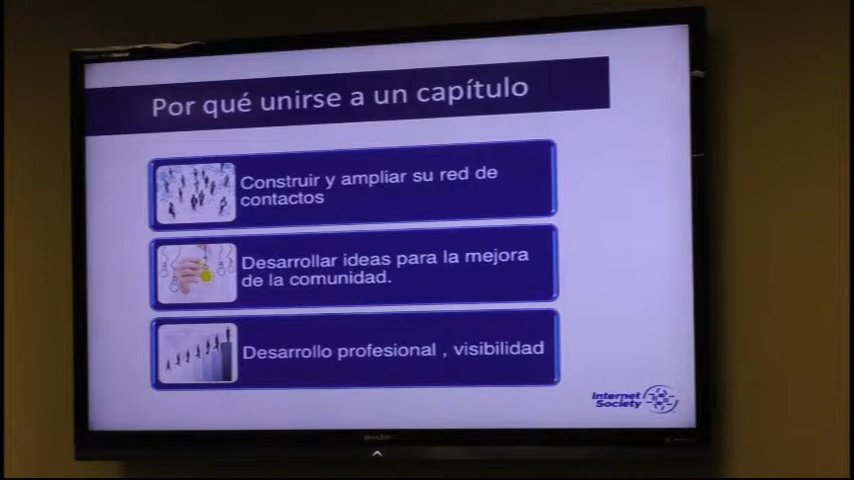 Por qué unirse a un capítulo
Construir y ampliar su red de
contactos
Desarrollar ideas para la mejora
de la comunidad.
Desarrollo profesional , visibilidad
Internet
Society
SHARP